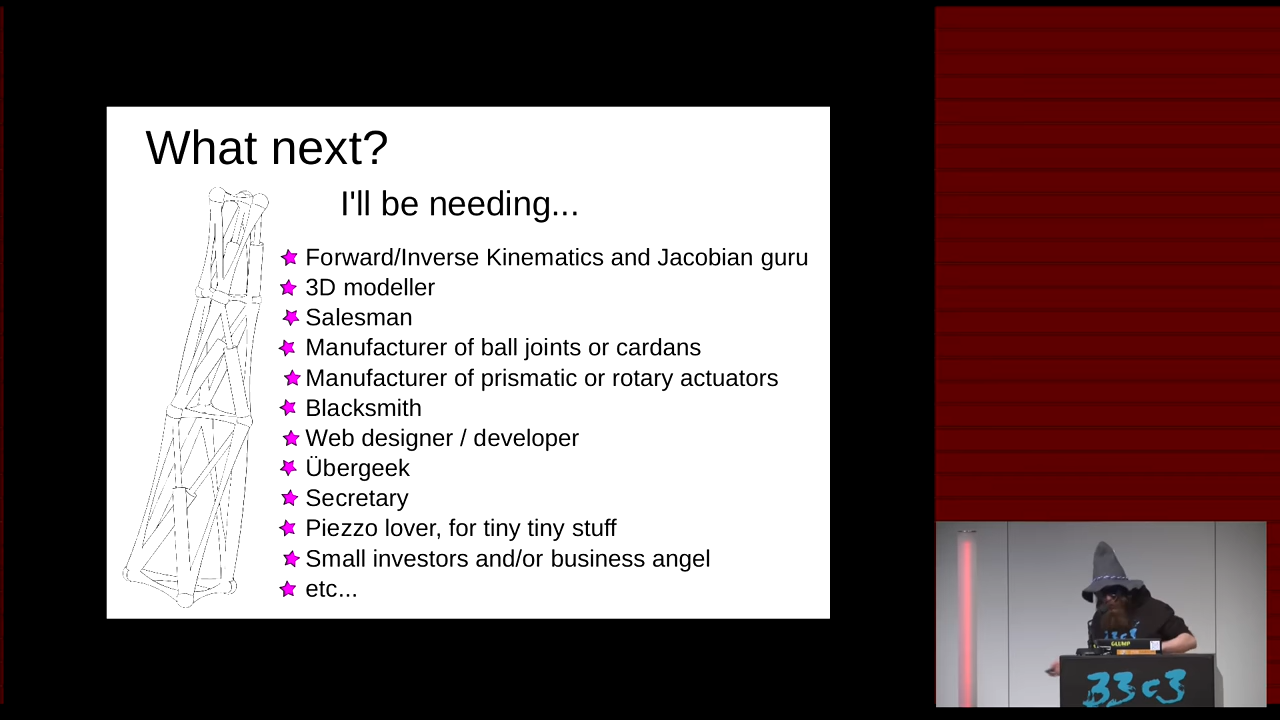 What next?
I'll be needing...
Forward/Inverse Kinematics and Jacobian guru
3D modeller
Salesman
Manufacturer of ball joints or cardans
Manufacturer of prismatic or rotary actuators
Blacksmith
Web designer / developer
Übergeek
Secretary
Piezzo lover, for tiny tiny stuff
Small investors and/or business angel
etc...
GLUMP
33c3
33c3